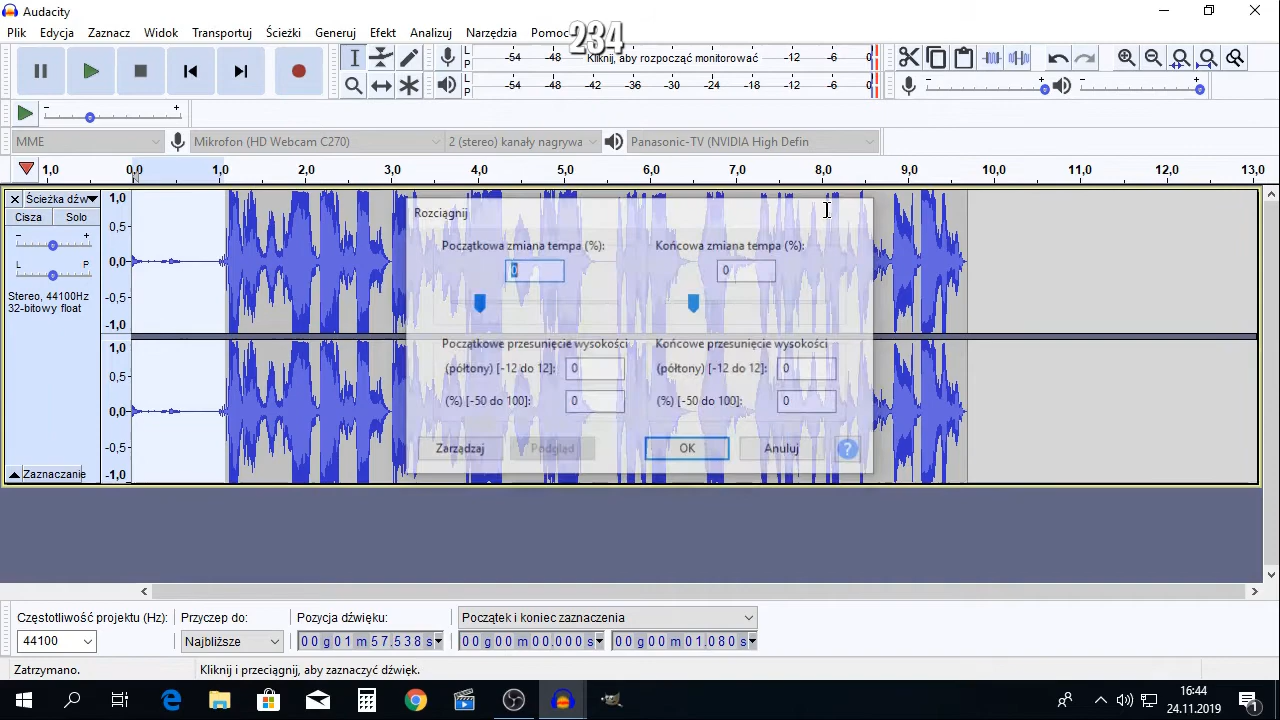 Audacity
Plik Edycja Zaznacz Widok Transportuj Ścieżki Generuj Efekt Analizuj Narzędzia Pomoc
234
L P -54 -48 Kliknij, aby rozpocząć monitorować -12 -6 0
L P -54 -48 -42 -36 -30 -24 -18 -12 -6 0
MME Mikrofon (HD Webcam C270) 2 (stereo) kanały nagrywa Panasonic-TV (NVIDIA High Defin
1,0 0,0 1,0 2,0 3,0 4,0 5,0 6,0 7,0 8,0 9,0 10,0 11,0 12,0 13,0
Ścieżka dźw
Cisza Solo
L P
Stereo, 44100Hz
32-bitowy float
Zaznaczanie
1,0
0,5
0,0
-0,5
-1,0
1,0
0,5
0,0
-0,5
-1,0
Rozciągnij
Początkowa zmiana tempa (%): Końcowa zmiana tempa (%):
0 0
Początkowe przesunięcie wysokości Końcowe przesunięcie wysokości
(półtony) [-12 do 12]: 0 (półtony) [-12 do 12]: 0
(%) [-50 do 100]: 0 (%) [-50 do 100]: 0
Zarządzaj Podgląd OK Anuluj ?
Częstotliwość projektu (Hz): Przyczep do: Pozycja dźwięku: Początek i koniec zaznaczenia
44100 Najbliższe 00 g 01 m 57.538 s 00 g 00 m 00.000 s 00 g 00 m 01.080 s
Zatrzymano. Kliknij i przeciągnij, aby zaznaczyć dźwięk.
16:44
24.11.2019
1